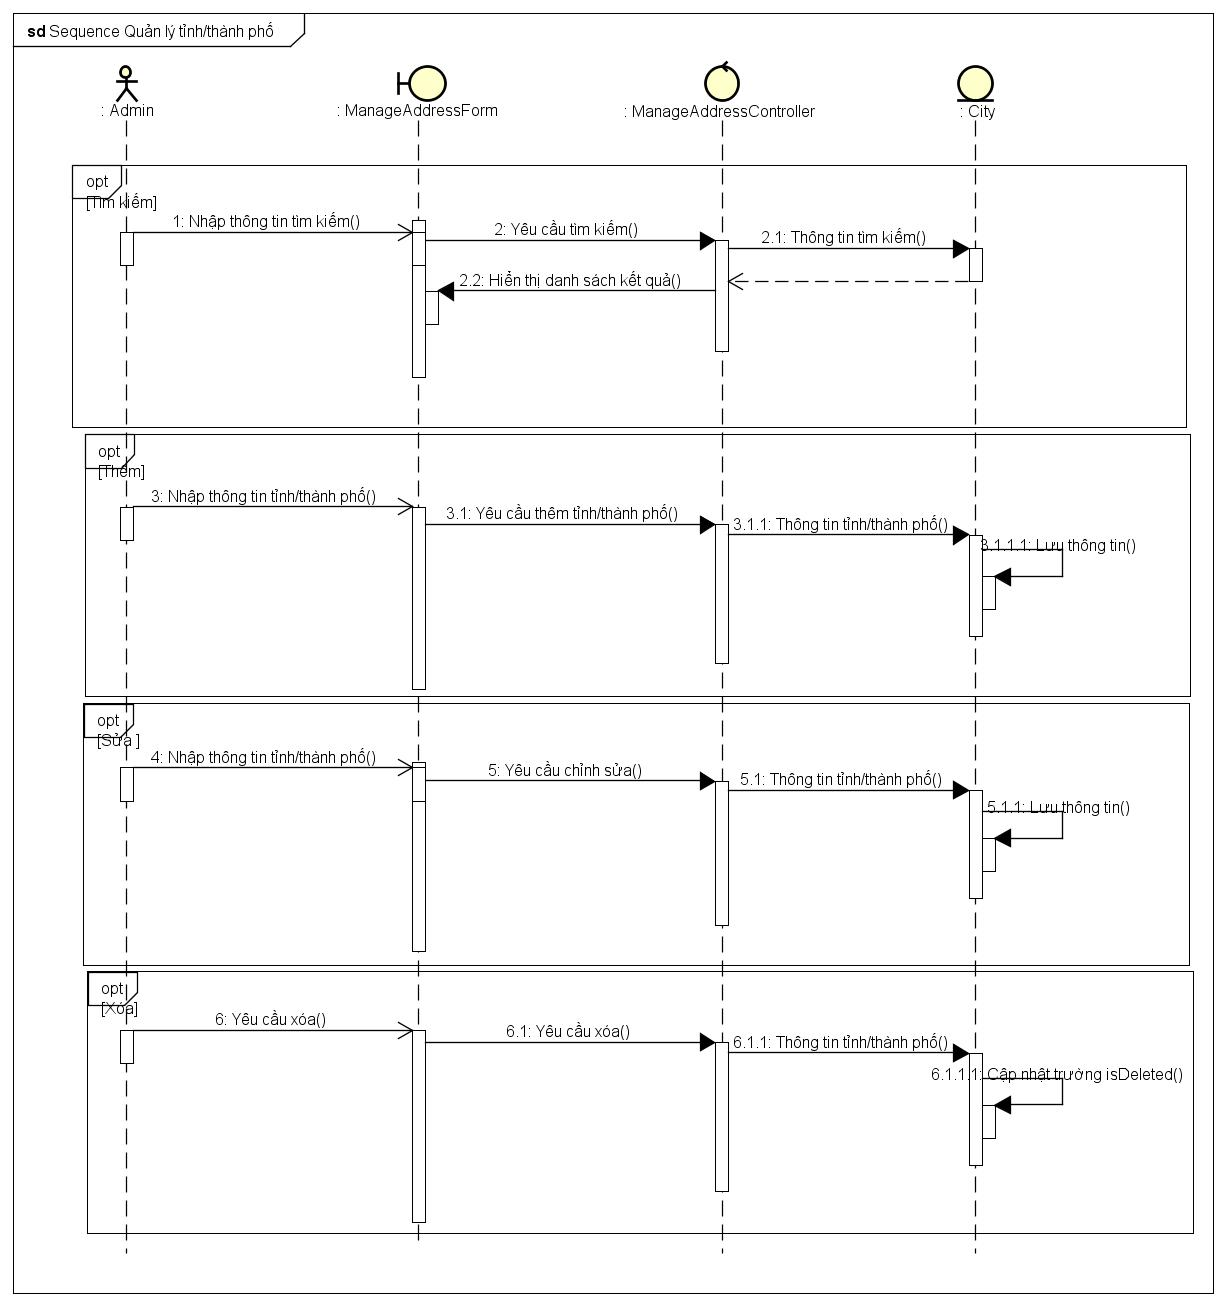 sd Sequence Quản lý tỉnh/thành phố
: Admin
: ManageAddressForm
: ManageAddressController
: City
opt
[Tìm kiếm]
1: Nhập thông tin tìm kiếm()
2: Yêu cầu tìm kiếm()
2.1: Thông tin tìm kiếm()
2.2: Hiển thị danh sách kết quả()
opt
[Thêm]
3: Nhập thông tin tỉnh/thành phố()
3.1: Yêu cầu thêm tỉnh/thành phố()
3.1.1: Thông tin tỉnh/thành phố()
3.1.1.1: Lưu thông tin()
opt
[Sửa ]
4: Nhập thông tin tỉnh/thành phố()
5: Yêu cầu chỉnh sửa()
5.1: Thông tin tỉnh/thành phố()
5.1.1: Lưu thông tin()
opt
[Xóa]
6: Yêu cầu xóa()
6.1: Yêu cầu xóa()
6.1.1: Thông tin tỉnh/thành phố()
6.1.1.1: Cập nhật trường isDeleted()